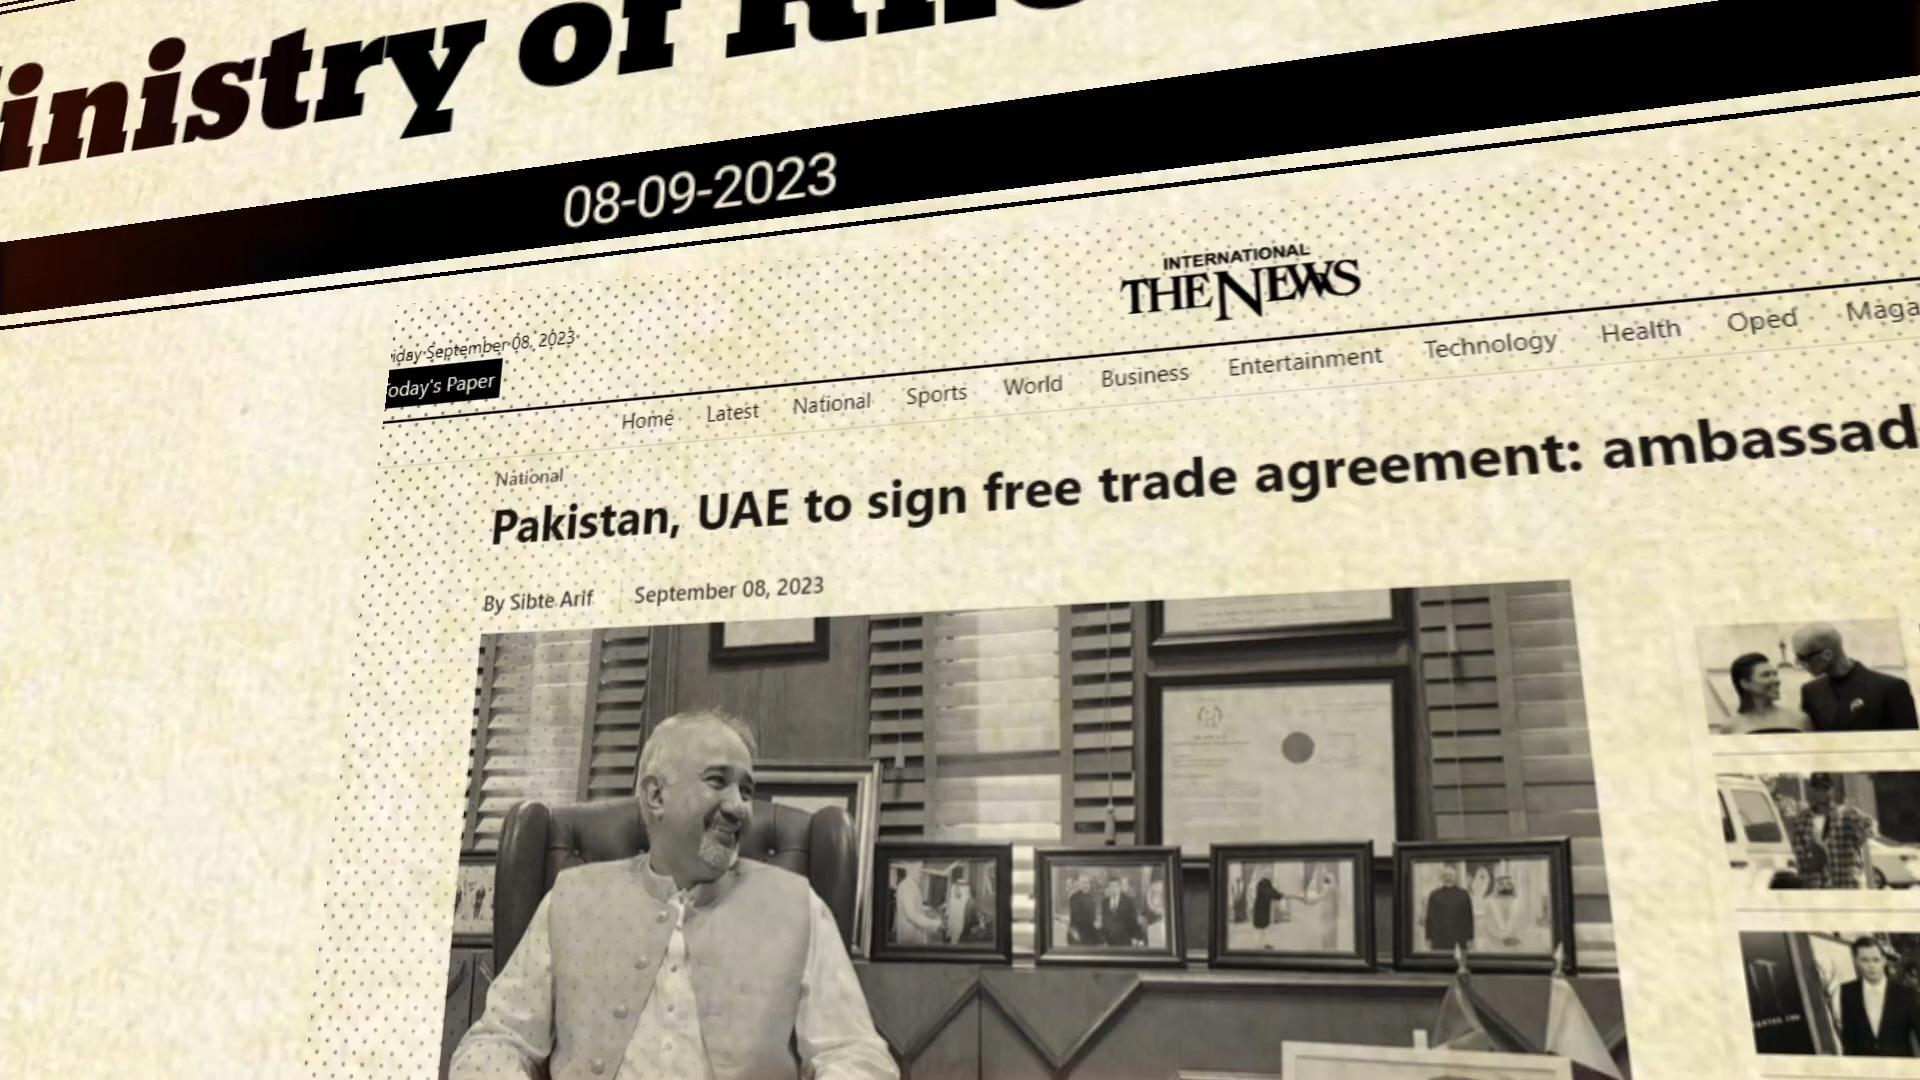 inistry of
08-09-2023
INTERNATIONAL
THE NEWS
September 08, 2023
Today's Paper
Home Latest National Sports World Business Entertainment Technology Health Oped Maga
National
Pakistan, UAE to sign free trade agreement: ambassad
By Sibte Arif September 08, 2023